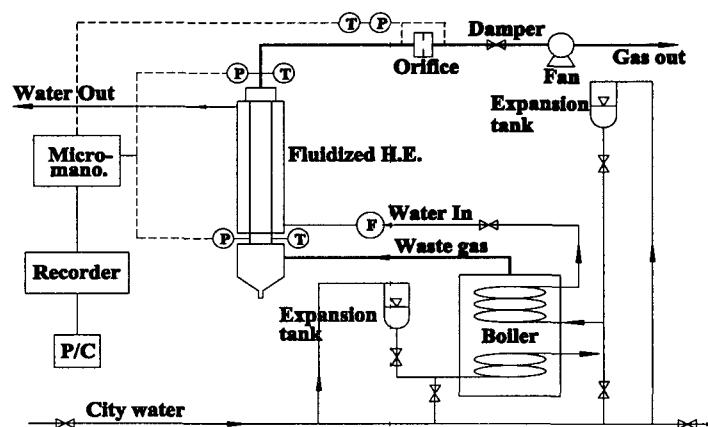 T
P
Damper
Orifice
Fan
Gas out
P
T
Water Out
Expansion
tank
Micro-
mano.
Fluidized H.E.
Water In
F
P
T
Waste gas
Recorder
Expansion
tank
Boiler
P/C
City water